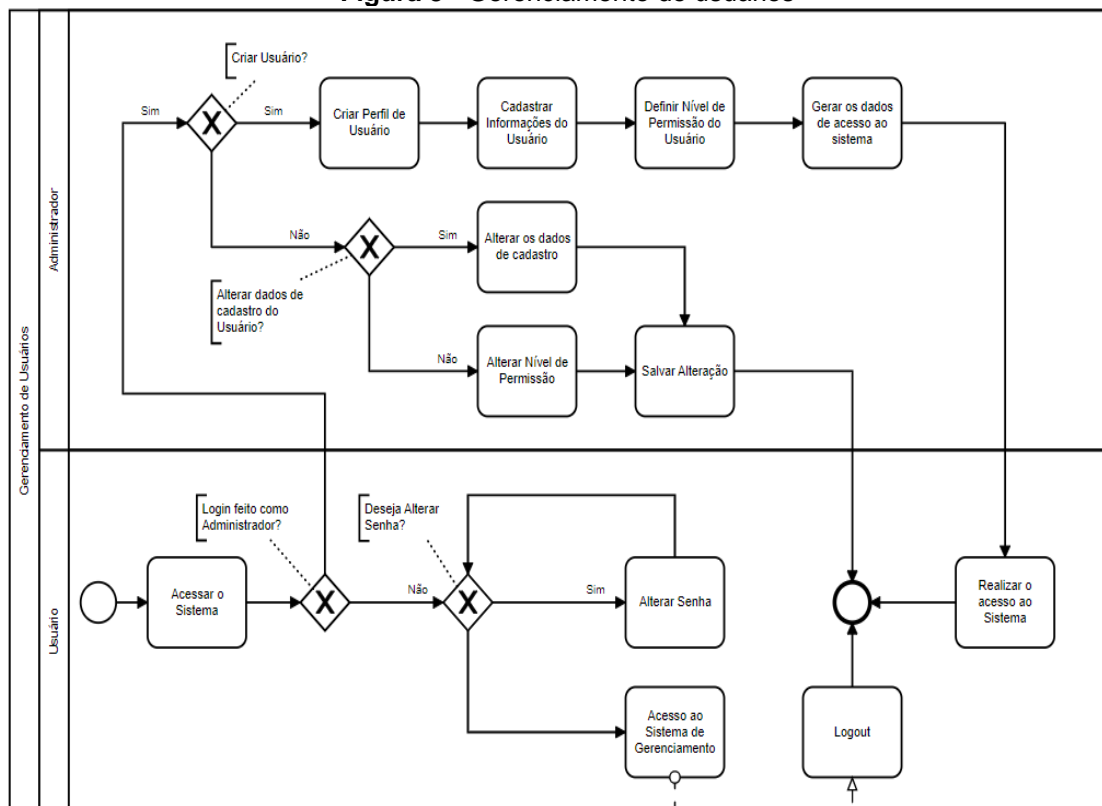 Figura
Gerenciamento de usuários
Gerenciamento de Usuários
Administrador
Criar Usuário?
Sim
Sim
Criar Perfil de
Usuário
Cadastrar
Informações do
Usuário
Definir Nível de
Permissão do
Usuário
Gerar os dados
de acesso ao
sistema
Não
Sim
Alterar os dados
de cadastro
Alterar dados de
cadastro do
Usuário?
Não
Alterar Nível de
Permissão
Salvar Alteração
Usuário
Login feito como
Administrador?
Deseja Alterar
Senha?
Acessar o
Sistema
Não
Sim
Alterar Senha
Realizar o
acesso ao
Sistema
Acesso ao
Sistema de
Gerenciamento
Logout